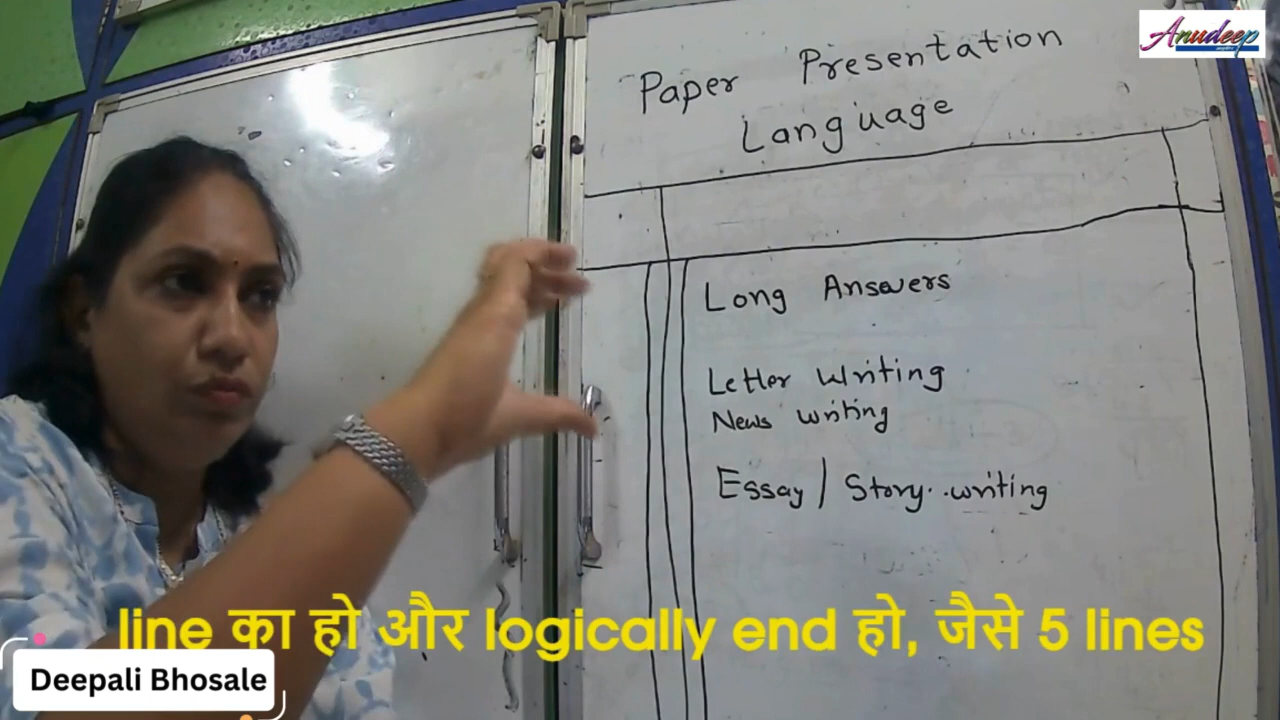 Anudeep
Paper Presentation
Language
Long Answers
Letter Writing
News writing
Essay / Story writing
line का हो और logically end हो, जैसे 5 lines
Deepali Bhosale